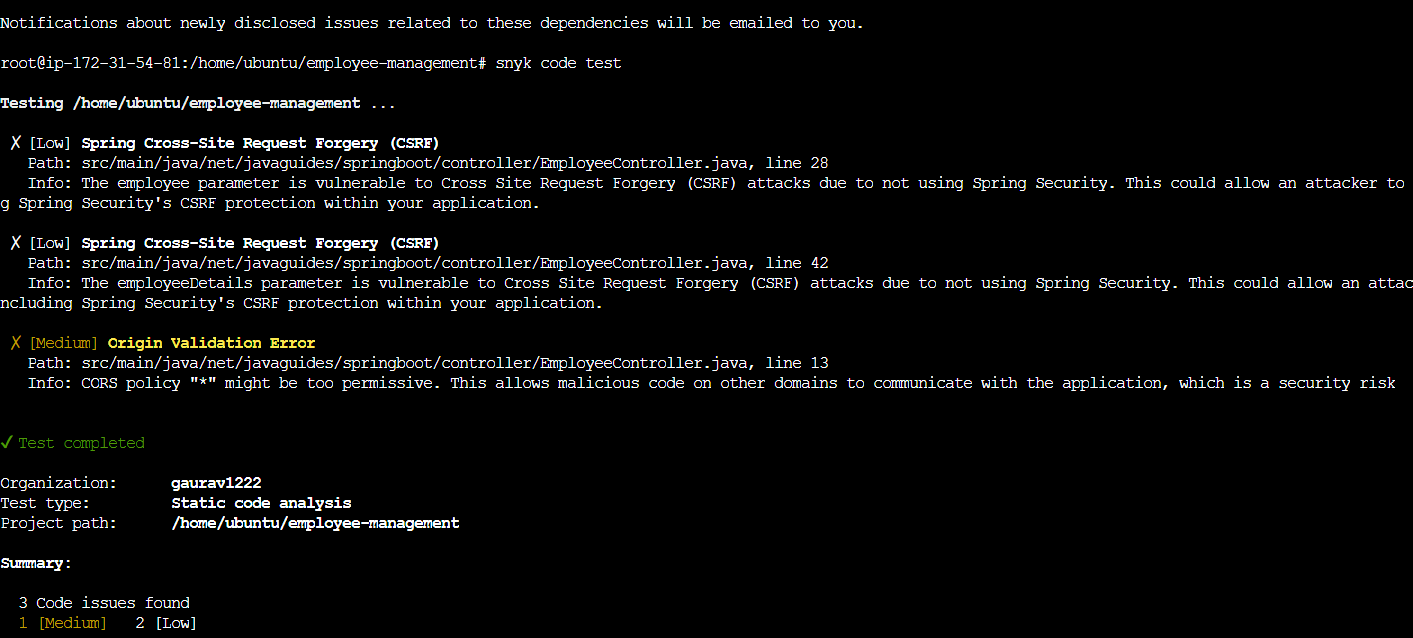 Notifications about newly disclosed issues related to these dependencies will be emailed to you.
root@ip-172-31-54-81:/home/ubuntu/employee-management# snyk code test
Testing /home/ubuntu/employee-management ...
✗ [Low] Spring Cross-Site Request Forgery (CSRF)
Path: src/main/java/net/javaguides/springboot/controller/EmployeeController.java, line 28
Info: The employee parameter is vulnerable to Cross Site Request Forgery (CSRF) attacks due to not using Spring Security. This could allow an attacker to
g Spring Security's CSRF protection within your application.
✗ [Low] Spring Cross-Site Request Forgery (CSRF)
Path: src/main/java/net/javaguides/springboot/controller/EmployeeController.java, line 42
Info: The employeeDetails parameter is vulnerable to Cross Site Request Forgery (CSRF) attacks due to not using Spring Security. This could allow an attac
ncluding Spring Security's CSRF protection within your application.
✗ [Medium] Origin Validation Error
Path: src/main/java/net/javaguides/springboot/controller/EmployeeController.java, line 13
Info: CORS policy "*" might be too permissive. This allows malicious code on other domains to communicate with the application, which is a security risk
✓ Test completed
Organization: gaurav1222
Test type: Static code analysis
Project path: /home/ubuntu/employee-management
Summary:
3 Code issues found
1 [Medium] 2 [Low]